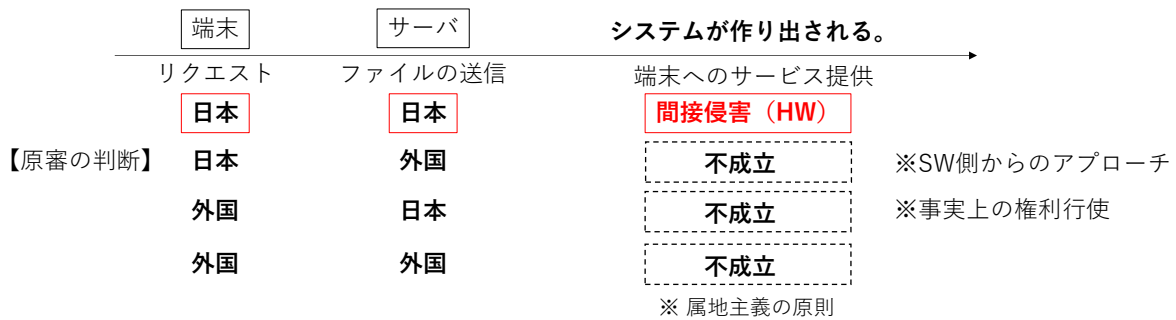 端末 サーバ システムが作り出される。
リクエスト ファイルの送信 端末へのサービス提供
日本 日本 間接侵害（HW）
【原審の判断】 日本 外国 不成立 ※SW側からのアプローチ
外国 日本 不成立 ※事実上の権利行使
外国 外国 不成立
※ 属地主義の原則